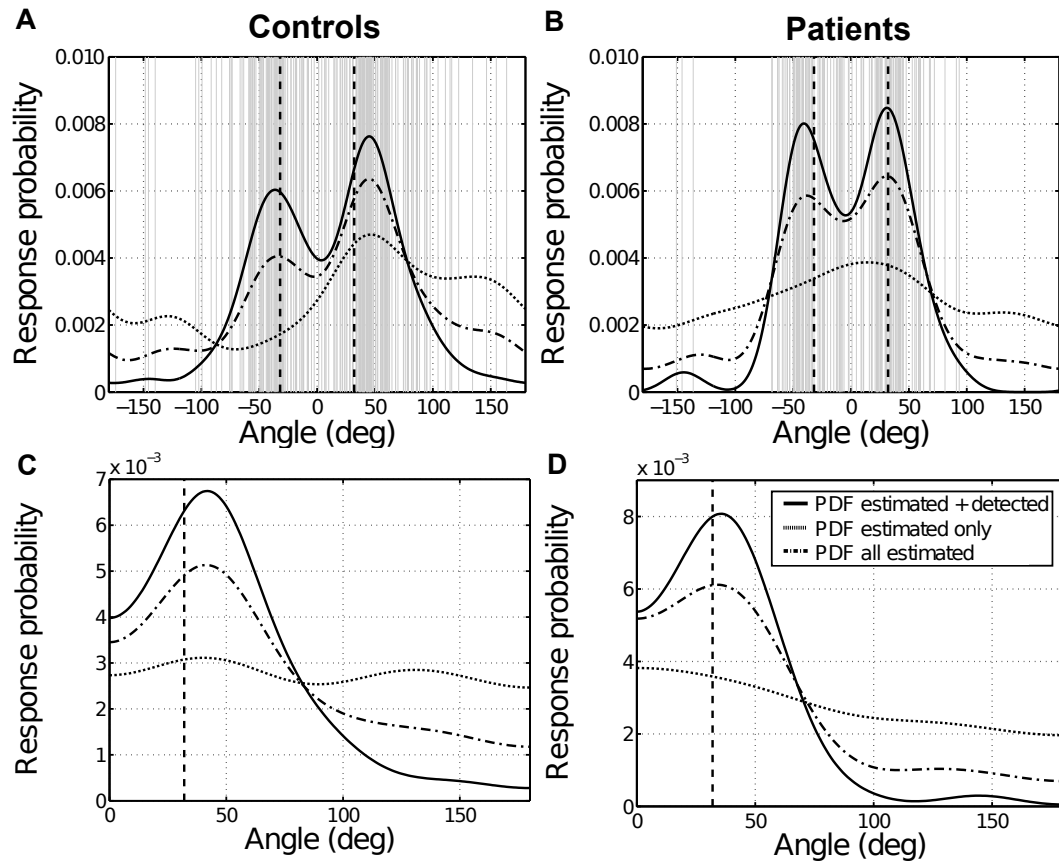 A
Controls
B
Patients
Response probability
0.010
0.008
0.006
0.004
0.002
0
−150
−100
−50
0
50
100
150
Angle (deg)
Response probability
0.010
0.008
0.006
0.004
0.002
0
−150
−100
−50
0
50
100
150
Angle (deg)
C
× 10⁻³
Response probability
7
6
5
4
3
2
1
0
0
50
100
150
Angle (deg)
D
× 10⁻³
Response probability
8
6
4
2
0
0
50
100
150
Angle (deg)
PDF estimated + detected
PDF estimated only
PDF all estimated